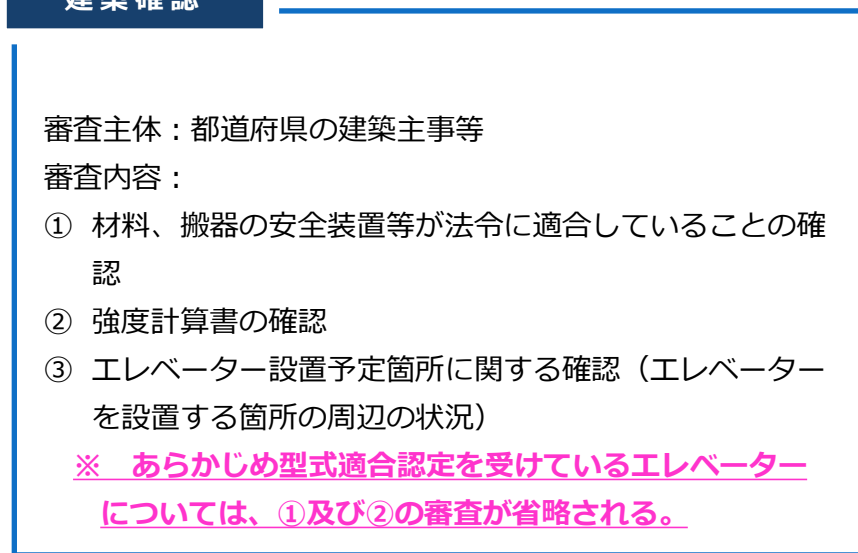 建築確認
審査主体：都道府県の建築主事等
審査内容：
① 材料、搬器の安全装置等が法令に適合していることの確
認
② 強度計算書の確認
③ エレベーター設置予定箇所に関する確認（エレベーター
を設置する箇所の周辺の状況）
※　あらかじめ型式適合認定を受けているエレベーター
については、①及び②の審査が省略される。